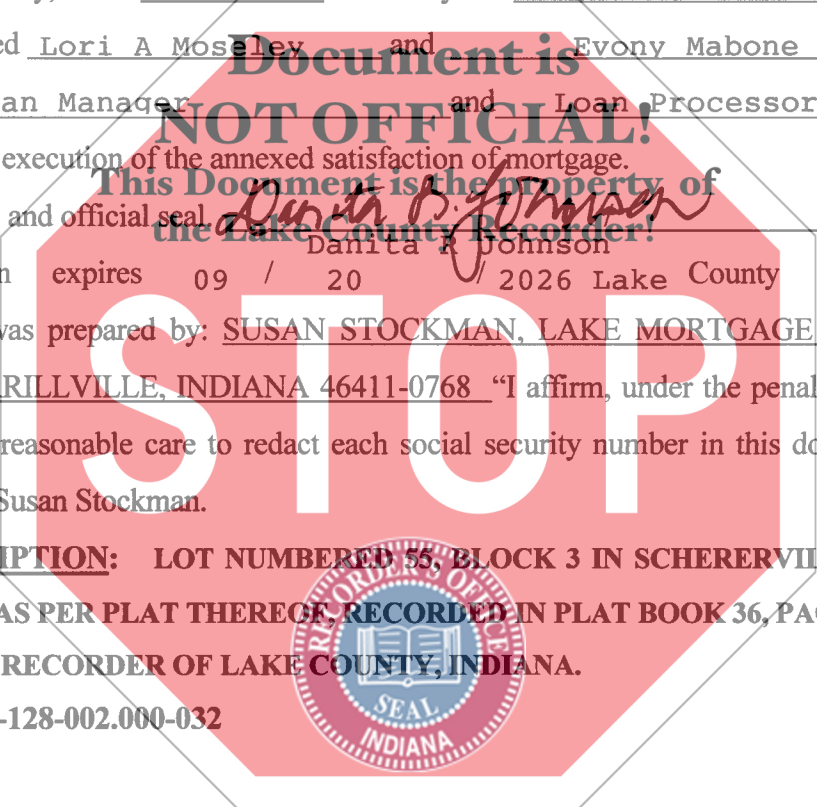 ed Lori A Moseley and Evony Mabone
an Manager and Loan Processor
execution of the annexed satisfaction of mortgage.
and official seal. Danita R. Johnson
Danita R Johnson
n expires 09 / 20 / 2026 Lake County
was prepared by: SUSAN STOCKMAN, LAKE MORTGAGE
RILLVILLE, INDIANA 46411-0768 “I affirm, under the penal
reasonable care to redact each social security number in this do
Susan Stockman.
IPTION: LOT NUMBERED 55, BLOCK 3 IN SCHERERVIL
AS PER PLAT THEREOF, RECORDED IN PLAT BOOK 36, PA
RECORDER OF LAKE COUNTY, INDIANA.
-128-002.000-032
Document is
NOT OFFICIAL!
This Document is the property of
the Lake County Recorder!
STOP
RECORDER'S OFFICE
SEAL
INDIANA